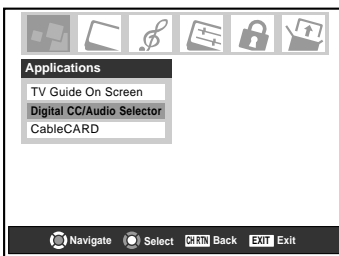 Applications
TV Guide On Screen
Digital CC/Audio Selector
CableCARD
Navigate Select CH RTN Back EXIT Exit